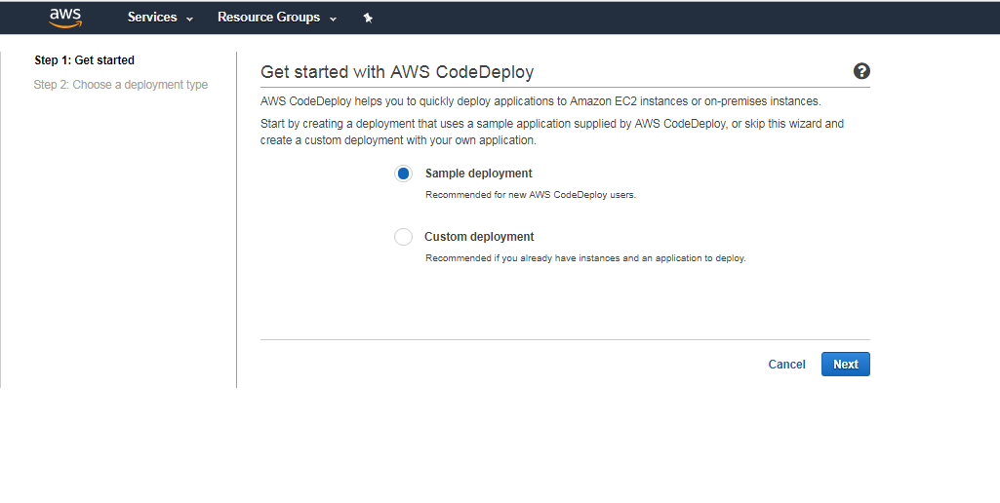 aws Services Resource Groups
Step 1: Get started
Step 2: Choose a deployment type
Get started with AWS CodeDeploy ?
AWS CodeDeploy helps you to quickly deploy applications to Amazon EC2 instances or on-premises instances.
Start by creating a deployment that uses a sample application supplied by AWS CodeDeploy, or skip this wizard and
create a custom deployment with your own application.
Sample deployment
Recommended for new AWS CodeDeploy users.
Custom deployment
Recommended if you already have instances and an application to deploy.
Cancel Next